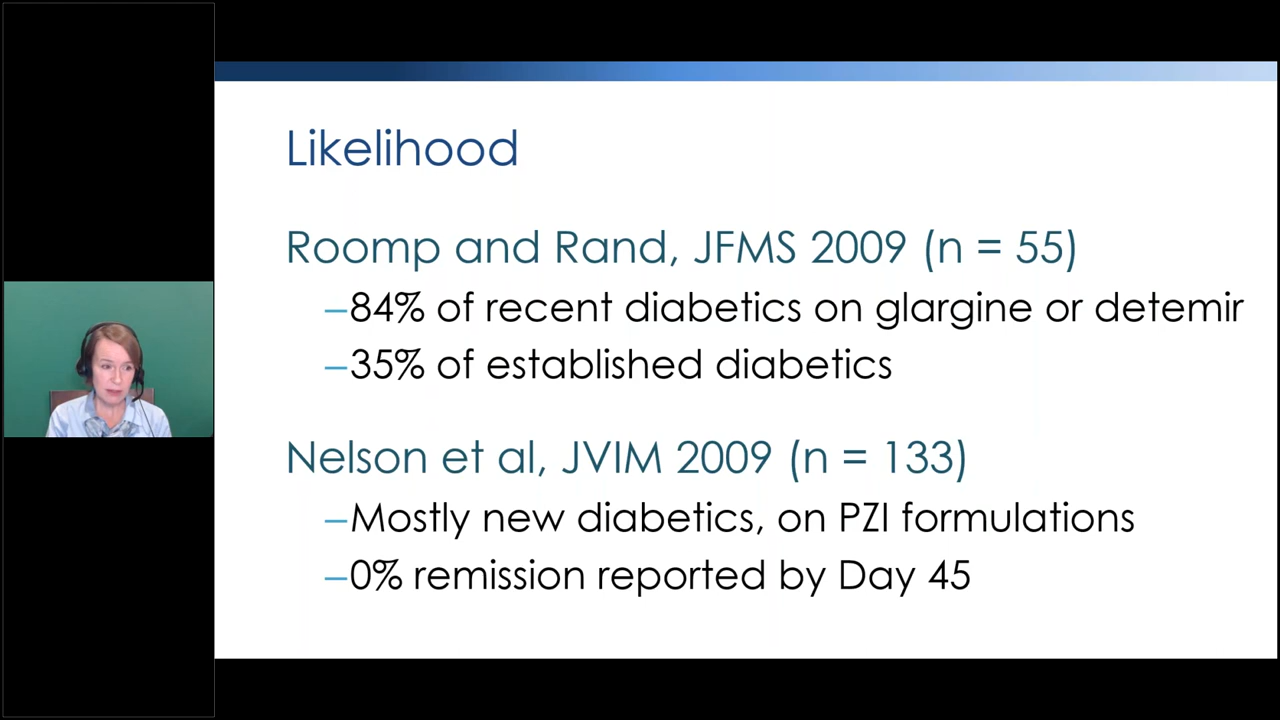 Likelihood
Roomp and Rand, JFMS 2009 (n = 55)
–84% of recent diabetics on glargine or detemir
–35% of established diabetics
Nelson et al, JVIM 2009 (n = 133)
–Mostly new diabetics, on PZI formulations
–0% remission reported by Day 45